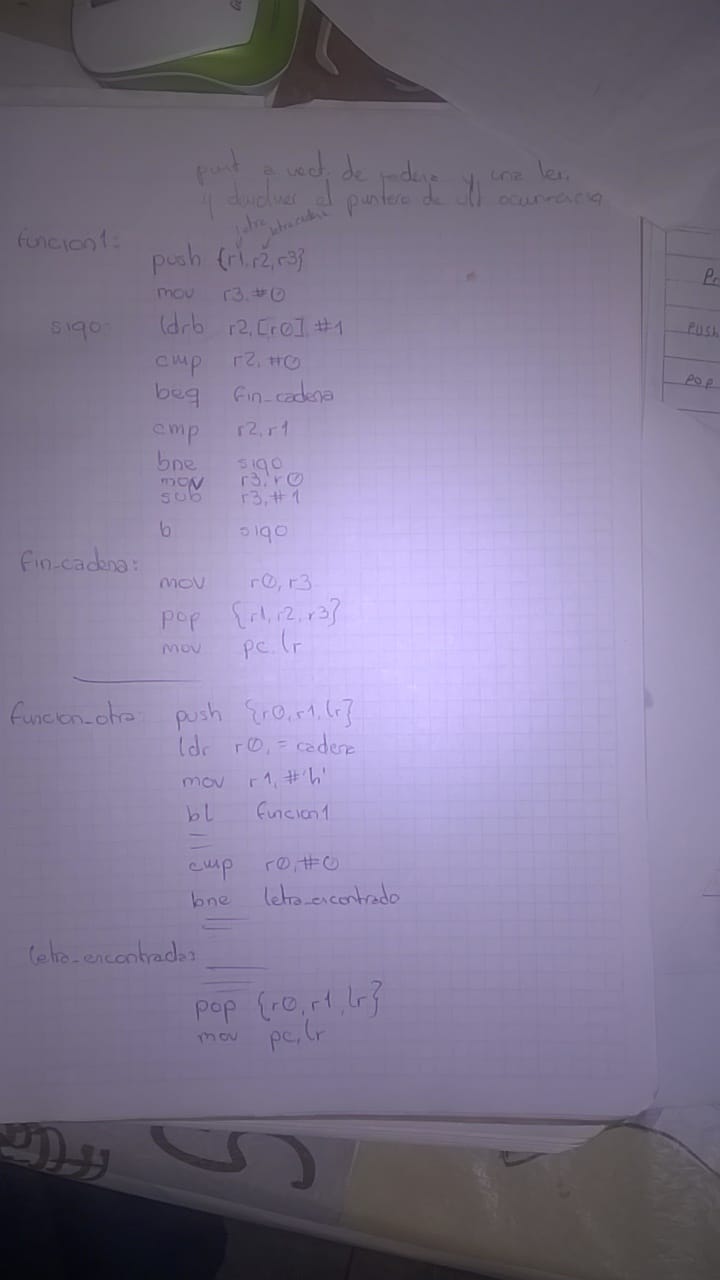 punt a vect. de cadena y una let.
y devolver el puntero de ult ocurrencia
letra letra cadena
funcion1:
push {r1, r2, r3}
mov r3, #0
sigo: ldrb r2, [r0], #1
cmp r2, #0
beq fin_cadena
cmp r2, r1
bne sigo
mov r3, r0
sub r3, #1
b sigo
fin_cadena:
mov r0, r3
pop {r1, r2, r3}
mov pc, lr
funcion_otra: push {r0, r1, lr}
ldr r0, = cadena
mov r1, #'h'
bl funcion1
cmp r0, #0
bne letra_encontrado
letra_encontrada:
pop {r0, r1, lr}
mov pc, lr
push
pop